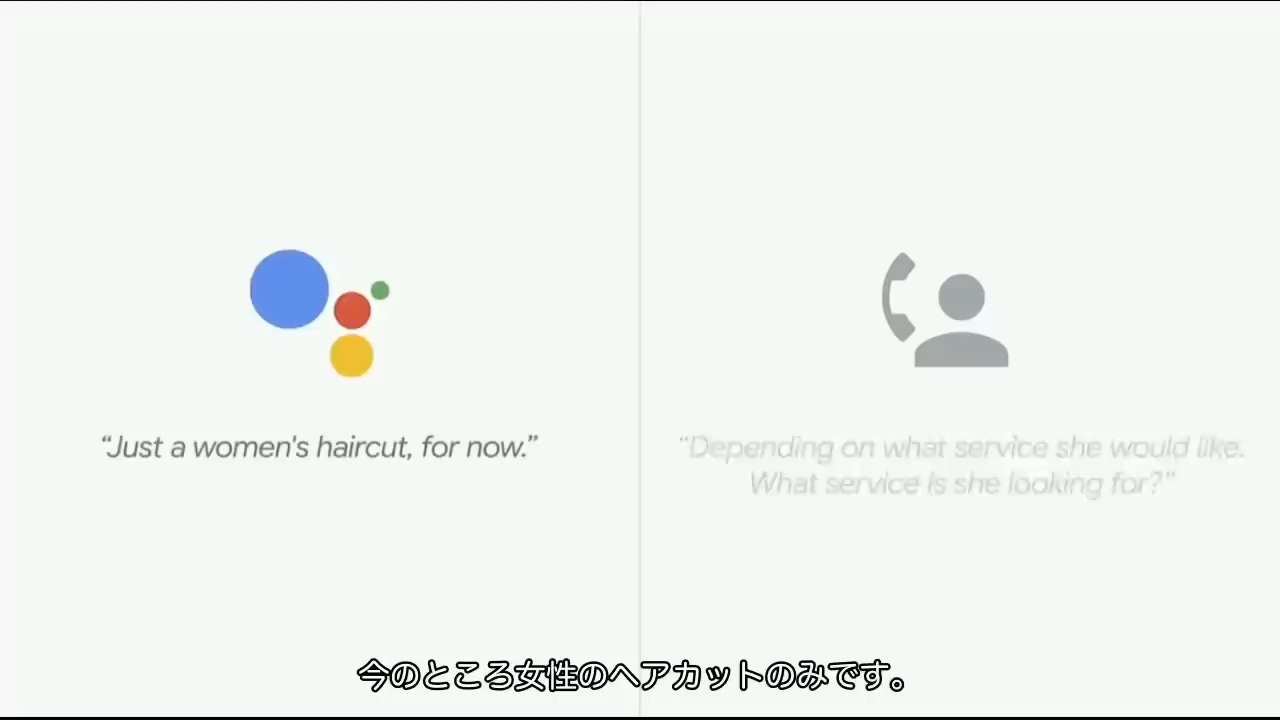 “Just a women's haircut, for now.”
“Depending on what service she would like.
What service is she looking for?”
今のところ女性のヘアカットのみです。